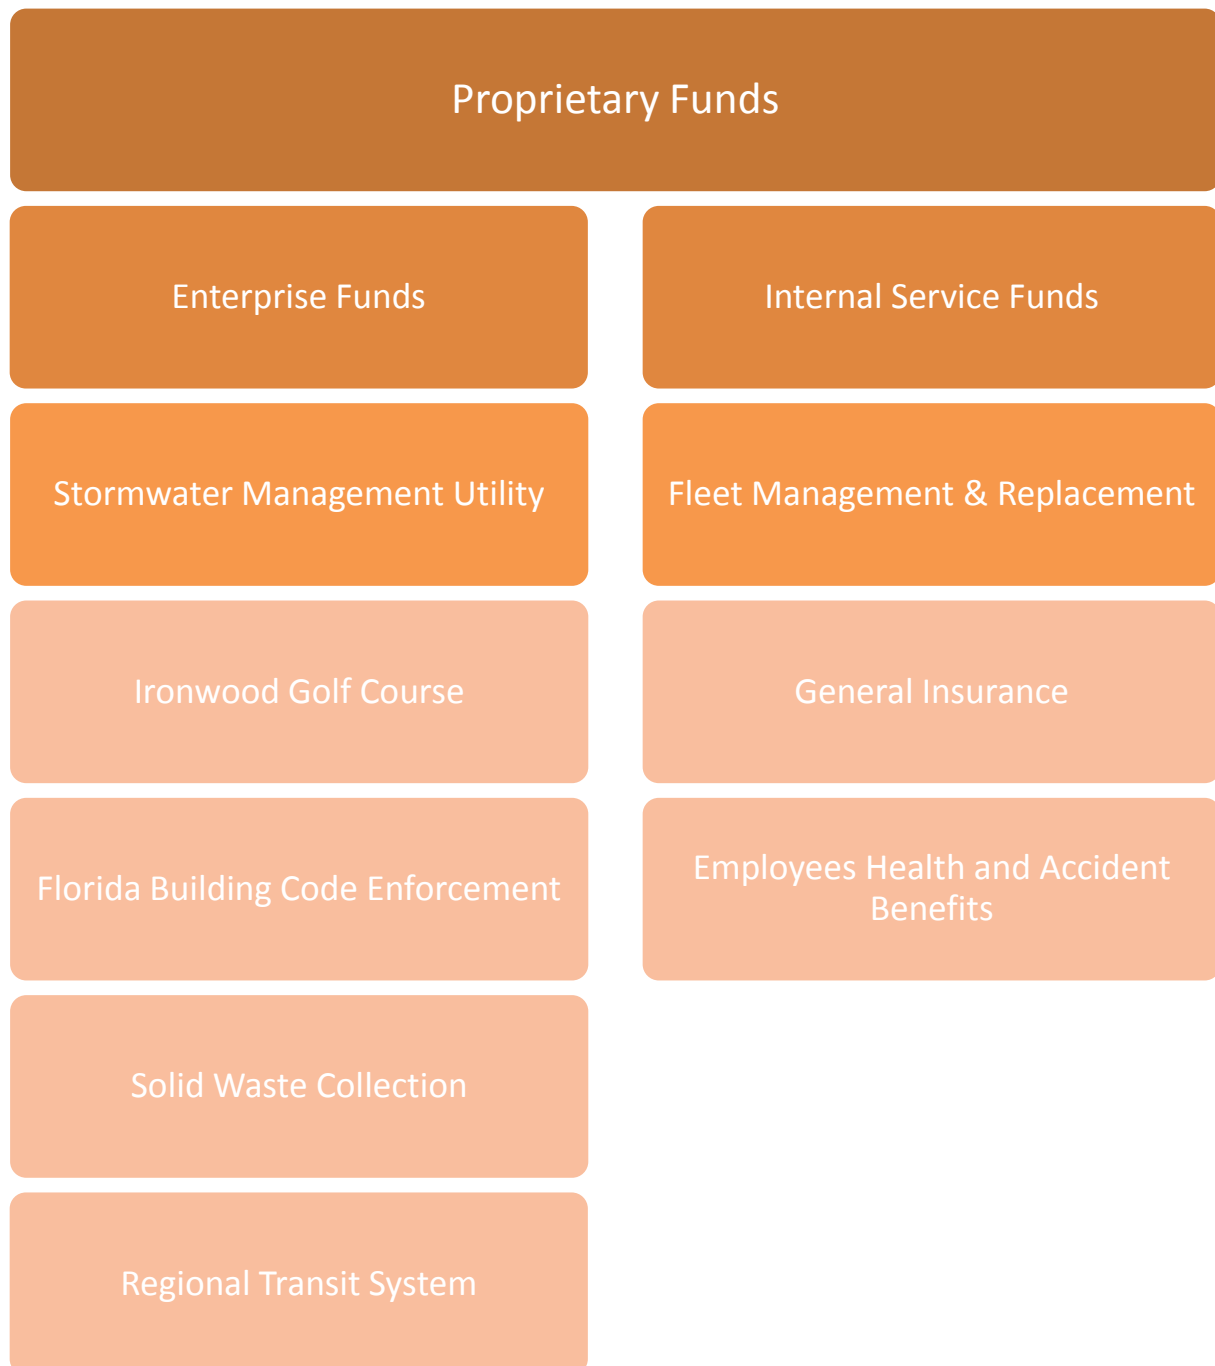 Proprietary Funds
Enterprise Funds
Internal Service Funds
Stormwater Management Utility
Fleet Management & Replacement
Ironwood Golf Course
General Insurance
Florida Building Code Enforcement
Employees Health and Accident
Benefits
Solid Waste Collection
Regional Transit System